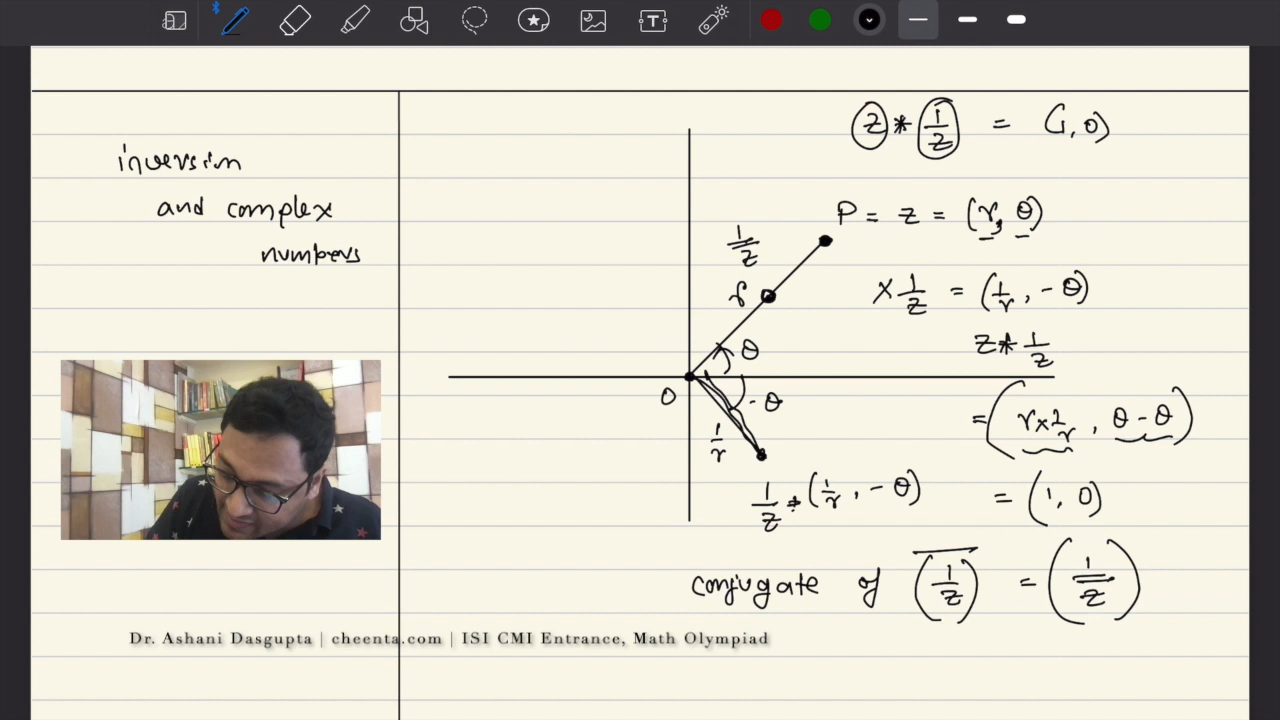 inversion
and complex
numbers
z * 1/z = (1, 0)
P = z = (r, θ)
1/z̄
r
× 1/z = (1/r, -θ)
z * 1/z
θ
O
-θ
= (r × 1/r, θ - θ)
1/r
1/z * (1/r, -θ)
= (1, 0)
conjugate of \overline{(1/z)} = (1/z̄)
Dr. Ashani Dasgupta | cheenta.com | ISI CMI Entrance, Math Olympiad